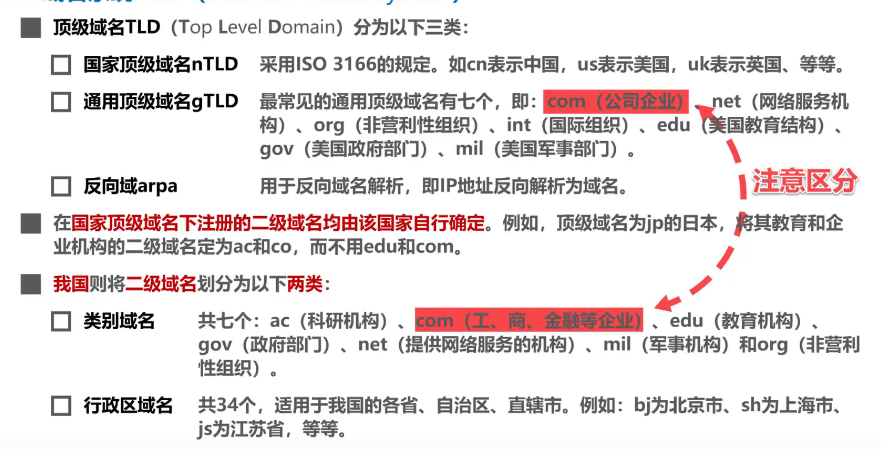 顶级域名TLD（Top Level Domain）分为以下三类：
国家顶级域名nTLD 采用ISO 3166的规定。如cn表示中国，us表示美国，uk表示英国、等等。
通用顶级域名gTLD 最常见的通用顶级域名有七个，即：com（公司企业）、net（网络服务机
构）、org（非营利性组织）、int（国际组织）、edu（美国教育结构）、
gov（美国政府部门）、mil（美国军事部门）。
注意区分
反向域arpa 用于反向域名解析，即IP地址反向解析为域名。
在国家顶级域名下注册的二级域名均由该国家自行确定。例如，顶级域名为jp的日本，将其教育和企
业机构的二级域名定为ac和co，而不用edu和com。
我国则将二级域名划分为以下两类：
类别域名 共七个：ac（科研机构）、com（工、商、金融等企业）、edu（教育机构）、
gov（政府部门）、net（提供网络服务的机构）、mil（军事机构）和org（非营利
性组织）。
行政区域名 共34个，适用于我国的各省、自治区、直辖市。例如：bj为北京市、sh为上海市、
js为江苏省，等等。